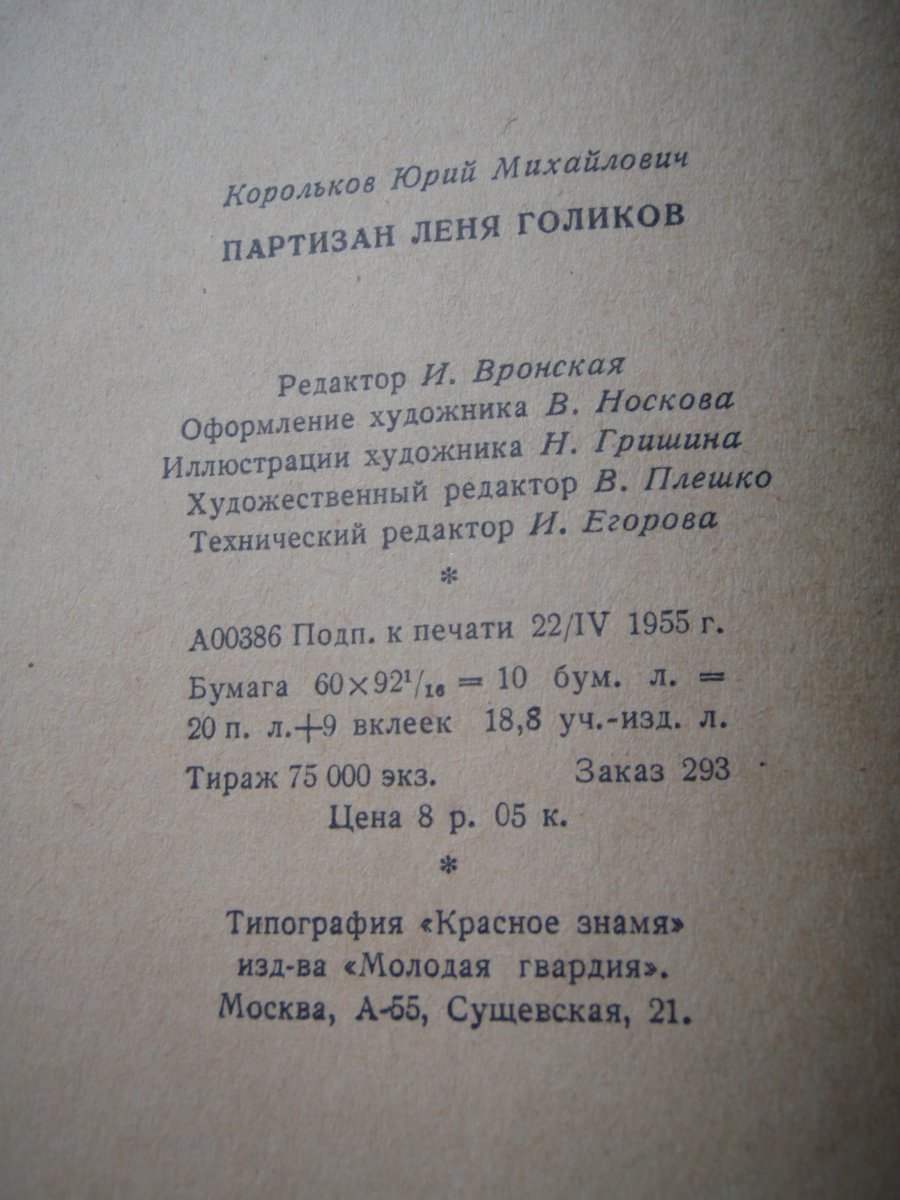 Корольков Юрий Михайлович
ПАРТИЗАН ЛЕНЯ ГОЛИКОВ
Редактор И. Вронская
Оформление художника В. Носкова
Иллюстрации художника Н. Гришина
Художественный редактор В. Плешко
Технический редактор И. Егорова
*
А00386 Подп. к печати 22/IV 1955 г.
Бумага 60×92¹/₁₆ = 10 бум. л. =
20 п. л.+9 вклеек 18,8 уч.-изд. л.
Тираж 75 000 экз. Заказ 293
Цена 8 р. 05 к.
*
Типография «Красное знамя»
изд-ва «Молодая гвардия».
Москва, А-55, Сущевская, 21.